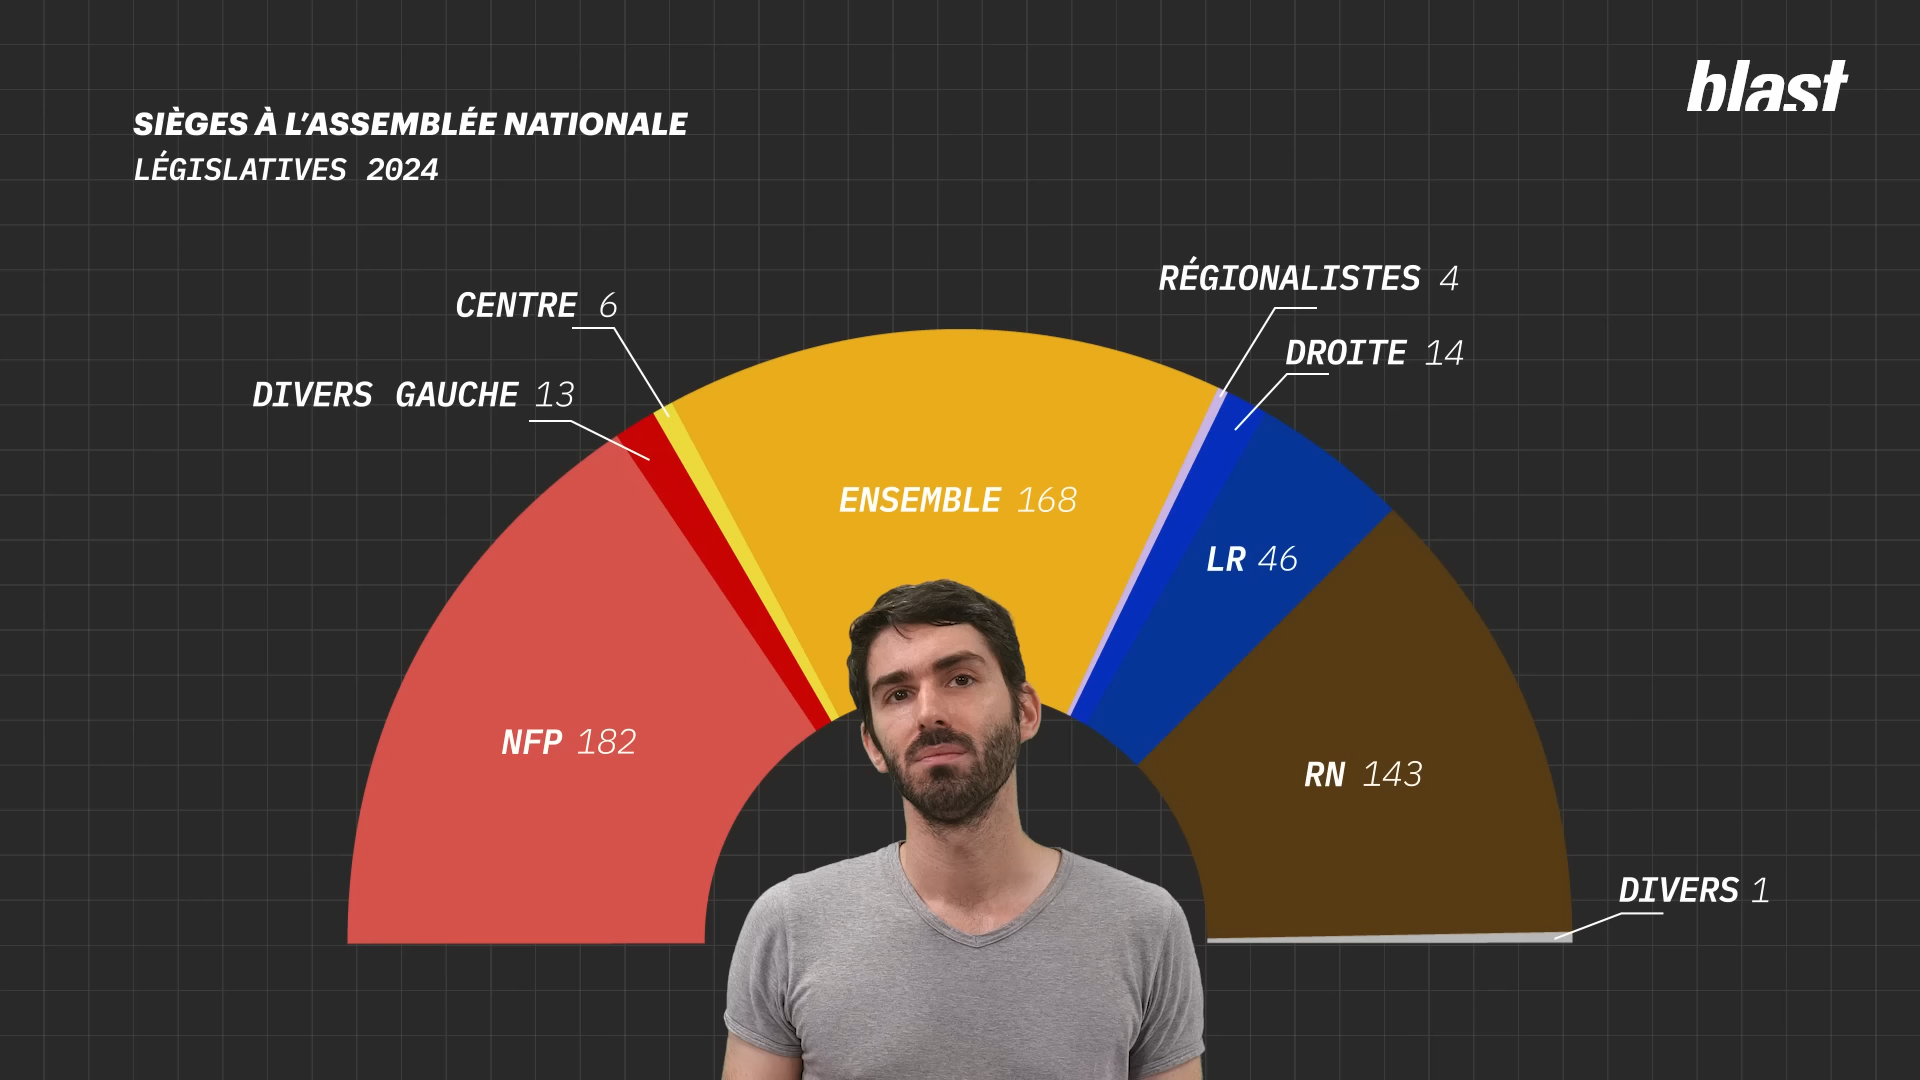 blast
SIÈGES À L'ASSEMBLÉE NATIONALE
LÉGISLATIVES 2024
RÉGIONALISTES 4
CENTRE 6
DROITE 14
DIVERS GAUCHE 13
ENSEMBLE 168
LR 46
NFP 182
RN 143
DIVERS 1